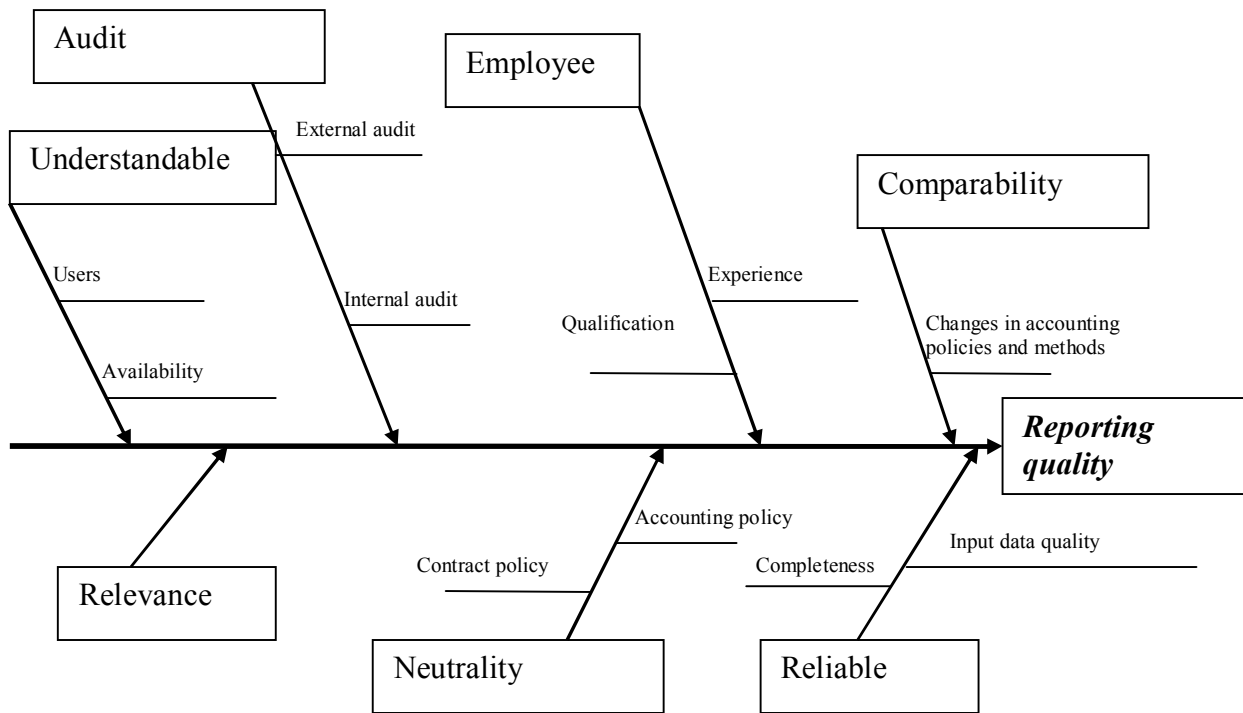 Audit
Employee
External audit
Understandable
Comparability
Users
Experience
Internal audit
Qualification
Changes in accounting
policies and methods
Availability
Reporting
quality
Accounting policy
Input data quality
Contract policy
Completeness
Relevance
Neutrality
Reliable